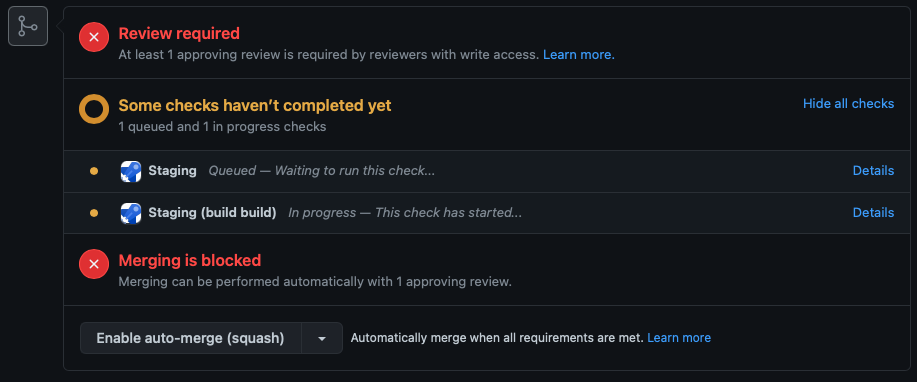 Review required
At least 1 approving review is required by reviewers with write access. Learn more.
Some checks haven’t completed yet
Hide all checks
1 queued and 1 in progress checks
Staging Queued — Waiting to run this check... Details
Staging (build build) In progress — This check has started... Details
Merging is blocked
Merging can be performed automatically with 1 approving review.
Enable auto-merge (squash) Automatically merge when all requirements are met. Learn more